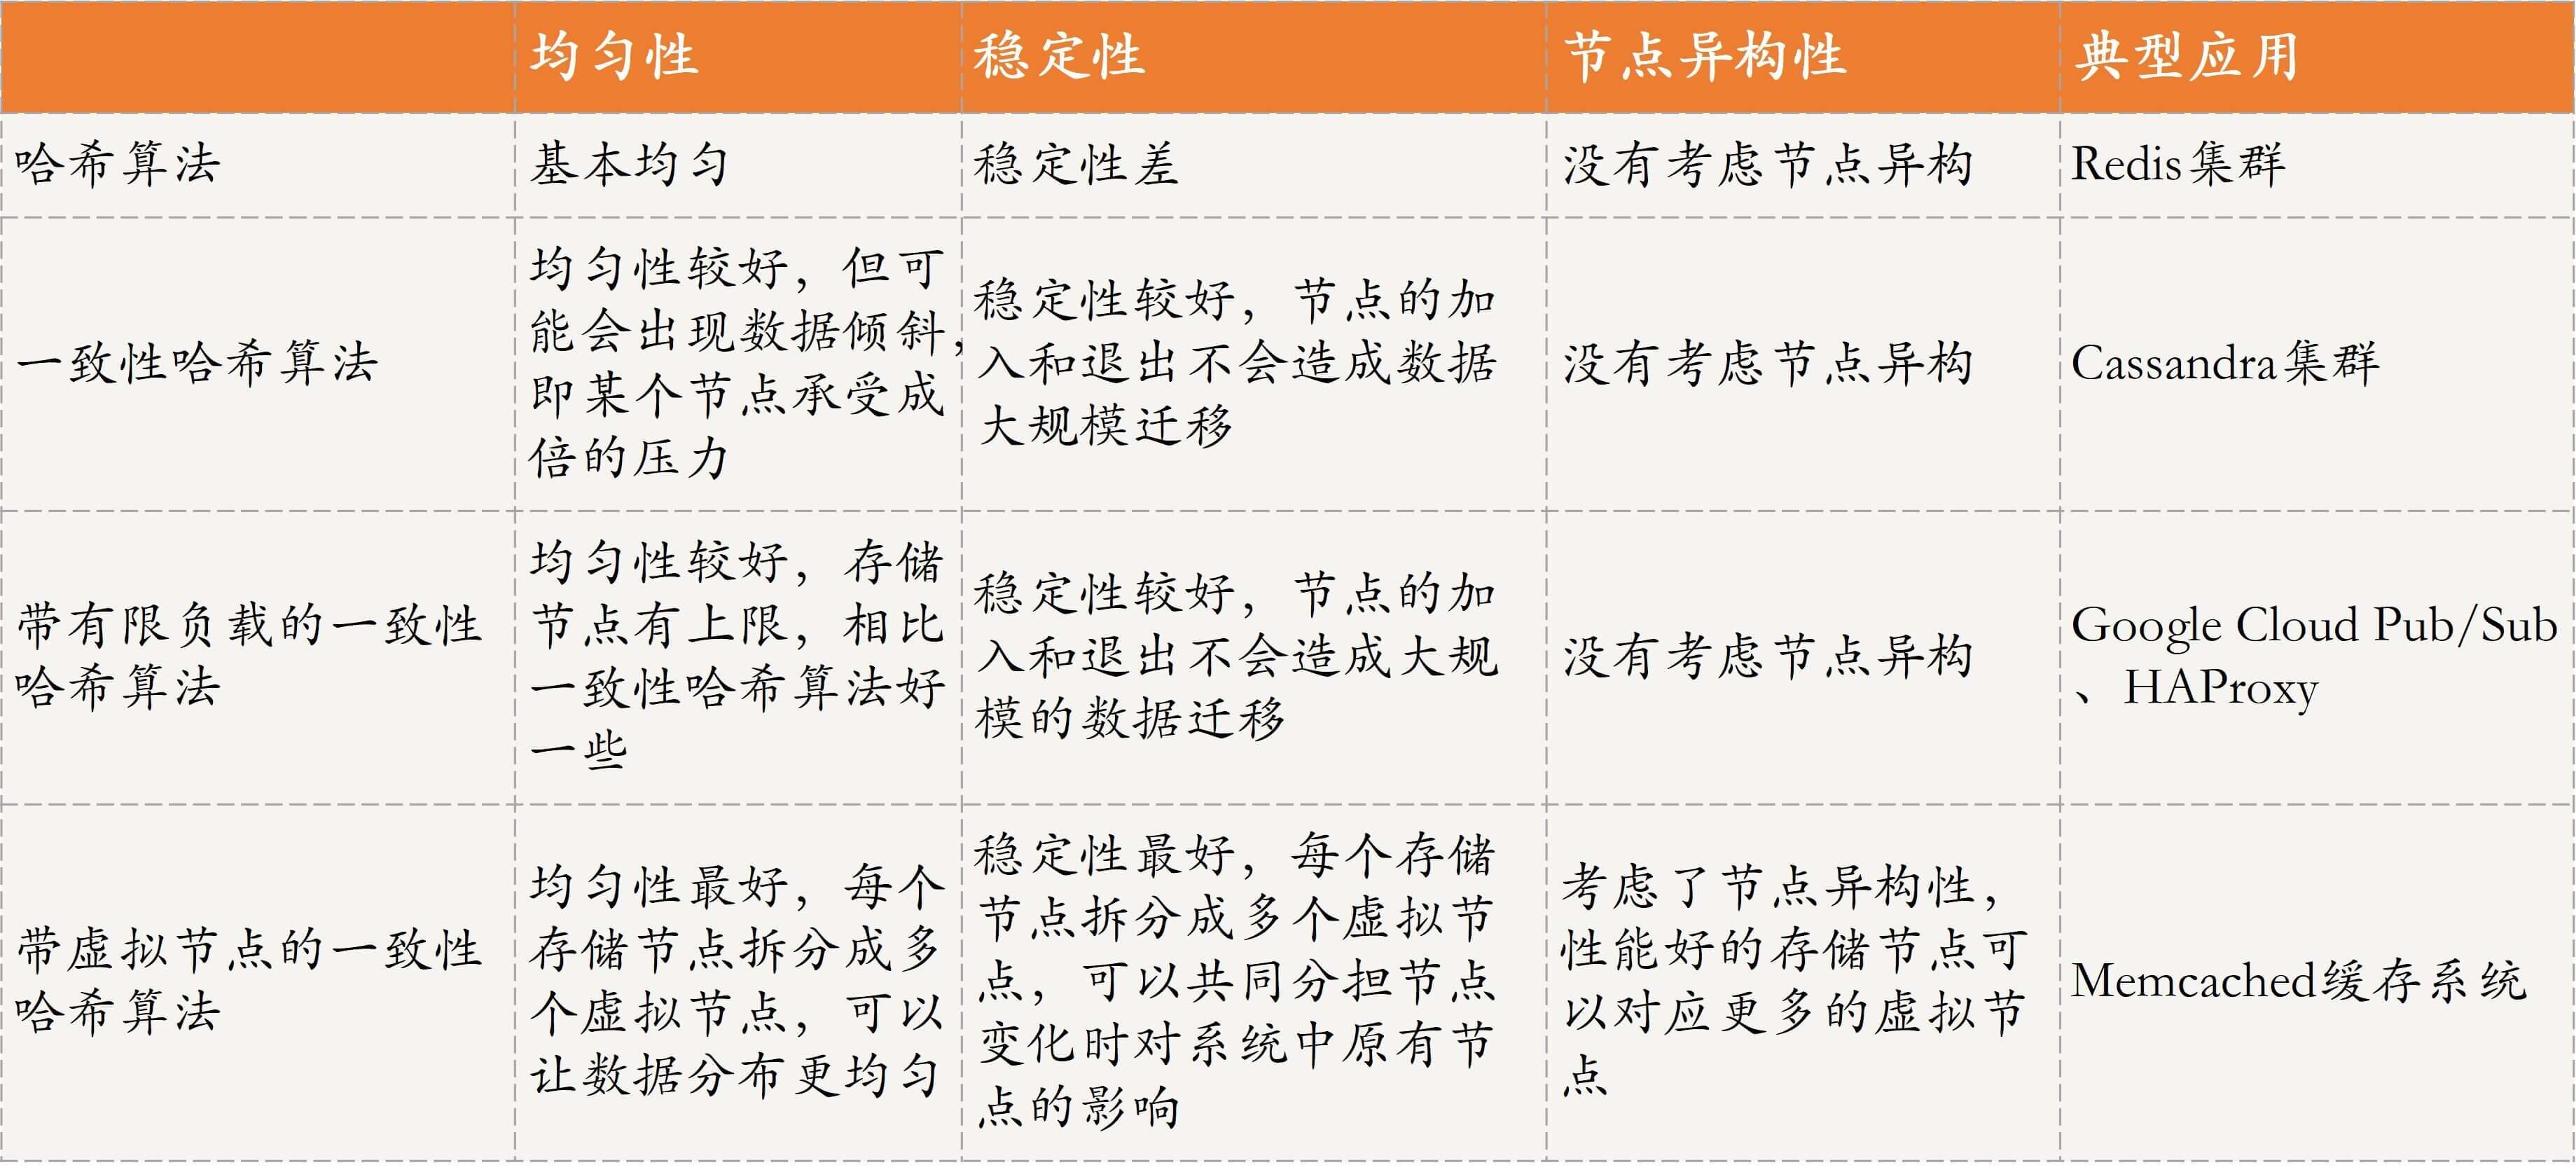 均匀性
稳定性
节点异构性
典型应用
哈希算法
基本均匀
稳定性差
没有考虑节点异构
Redis集群
一致性哈希算法
均匀性较好，但可
能会出现数据倾斜，
即某个节点承受成
倍的压力
稳定性较好，节点的加
入和退出不会造成数据
大规模迁移
没有考虑节点异构
Cassandra集群
带有限负载的一致性
哈希算法
均匀性较好，存储
节点有上限，相比
一致性哈希算法好
一些
稳定性较好，节点的加
入和退出不会造成大规
模的数据迁移
没有考虑节点异构
Google Cloud Pub/Sub
、HAProxy
带虚拟节点的一致性
哈希算法
均匀性最好，每个
存储节点拆分成多
个虚拟节点，可以
让数据分布更均匀
稳定性最好，每个存储
节点拆分成多个虚拟节
点，可以共同分担节点
变化时对系统中原有节
点的影响
考虑了节点异构性，
性能好的存储节点可
以对应更多的虚拟节
点
Memcached缓存系统